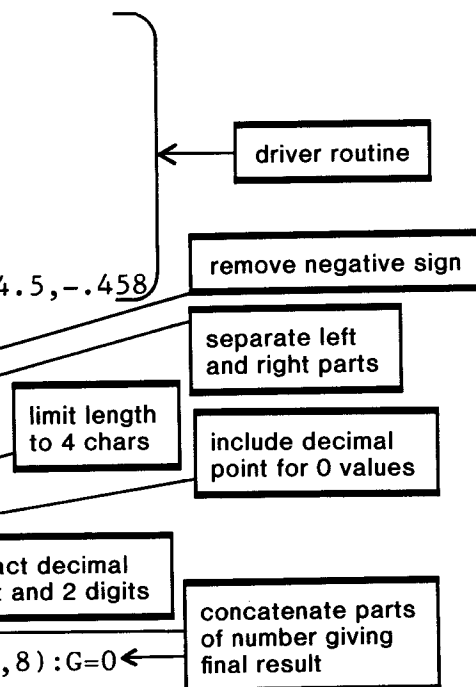 driver routine
remove negative sign
4.5,-.458
separate left
and right parts
limit length
to 4 chars
include decimal
point for 0 values
act decimal
t and 2 digits
concatenate parts
of number giving
final result
,8):G=0